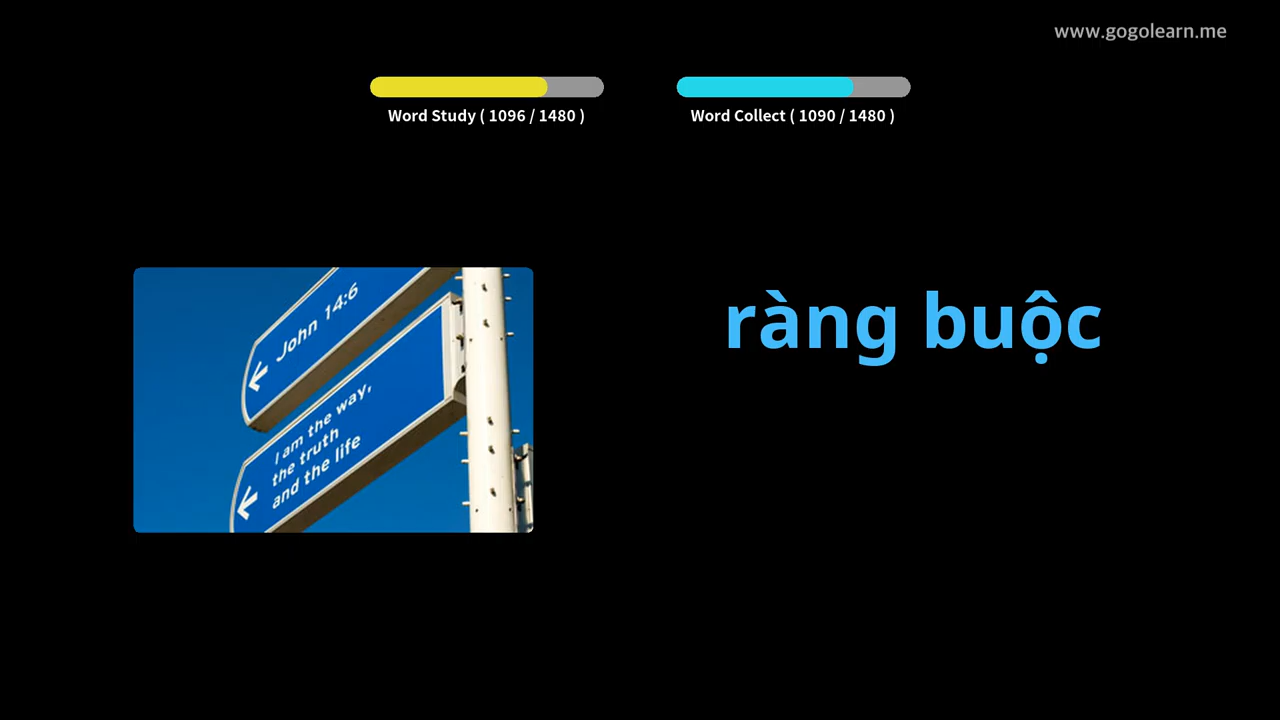 www.gogolearn.me
Word Study ( 1096 / 1480 )
Word Collect ( 1090 / 1480 )
John 14:6
I am the way,
the truth
and the life
ràng buộc